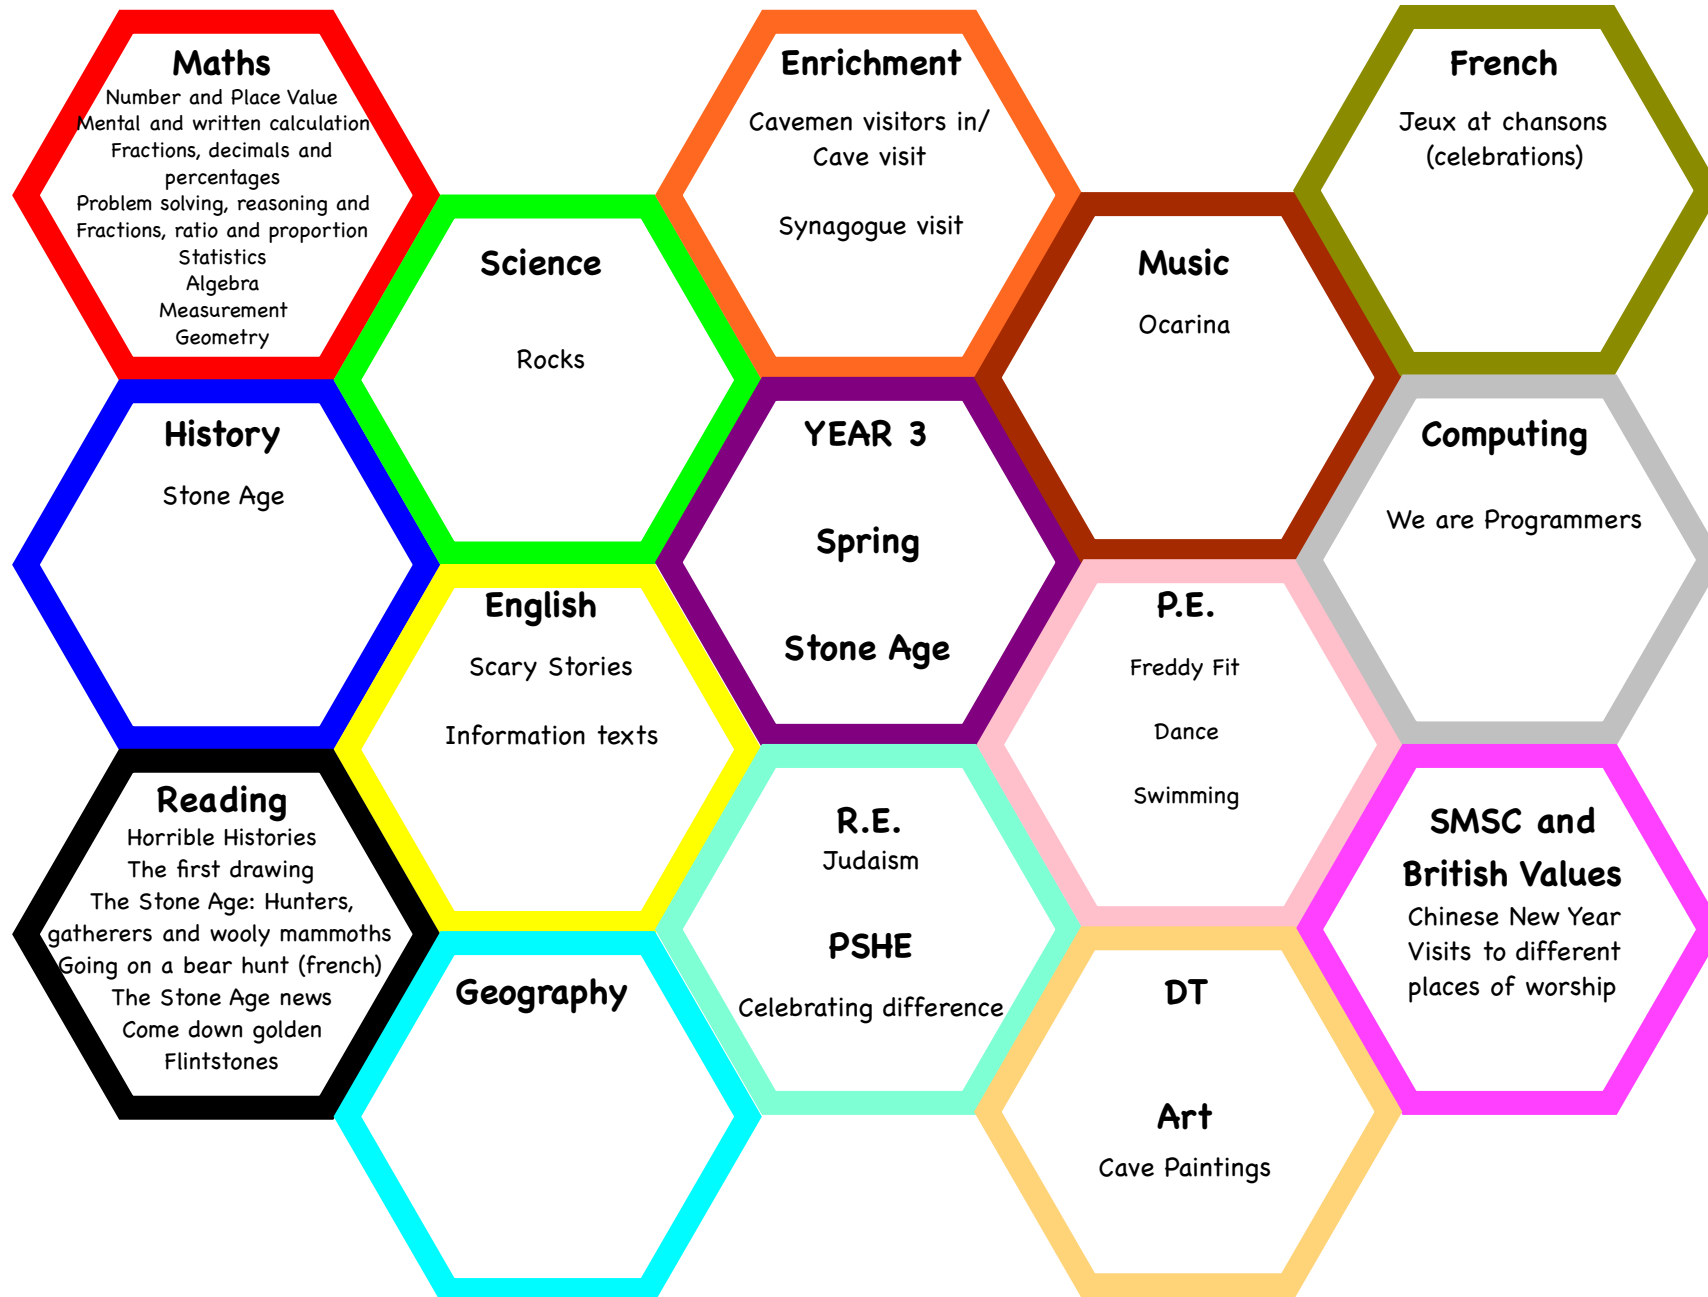 Maths
Number and Place Value
Mental and written calculation
Fractions, decimals and
percentages
Problem solving, reasoning and
Fractions, ratio and proportion
Statistics
Algebra
Measurement
Geometry
Enrichment
Cavemen visitors in/
Cave visit
Synagogue visit
French
Jeux at chansons
(celebrations)
Science
Rocks
Music
Ocarina
History
Stone Age
YEAR 3
Spring
Stone Age
Computing
We are Programmers
English
Scary Stories
Information texts
P.E.
Freddy Fit
Dance
Swimming
Reading
Horrible Histories
The first drawing
The Stone Age: Hunters,
gatherers and wooly mammoths
Going on a bear hunt (french)
The Stone Age news
Come down golden
Flintstones
R.E.
Judaism
PSHE
Celebrating difference
SMSC and
British Values
Chinese New Year
Visits to different
places of worship
Geography
DT
Art
Cave Paintings